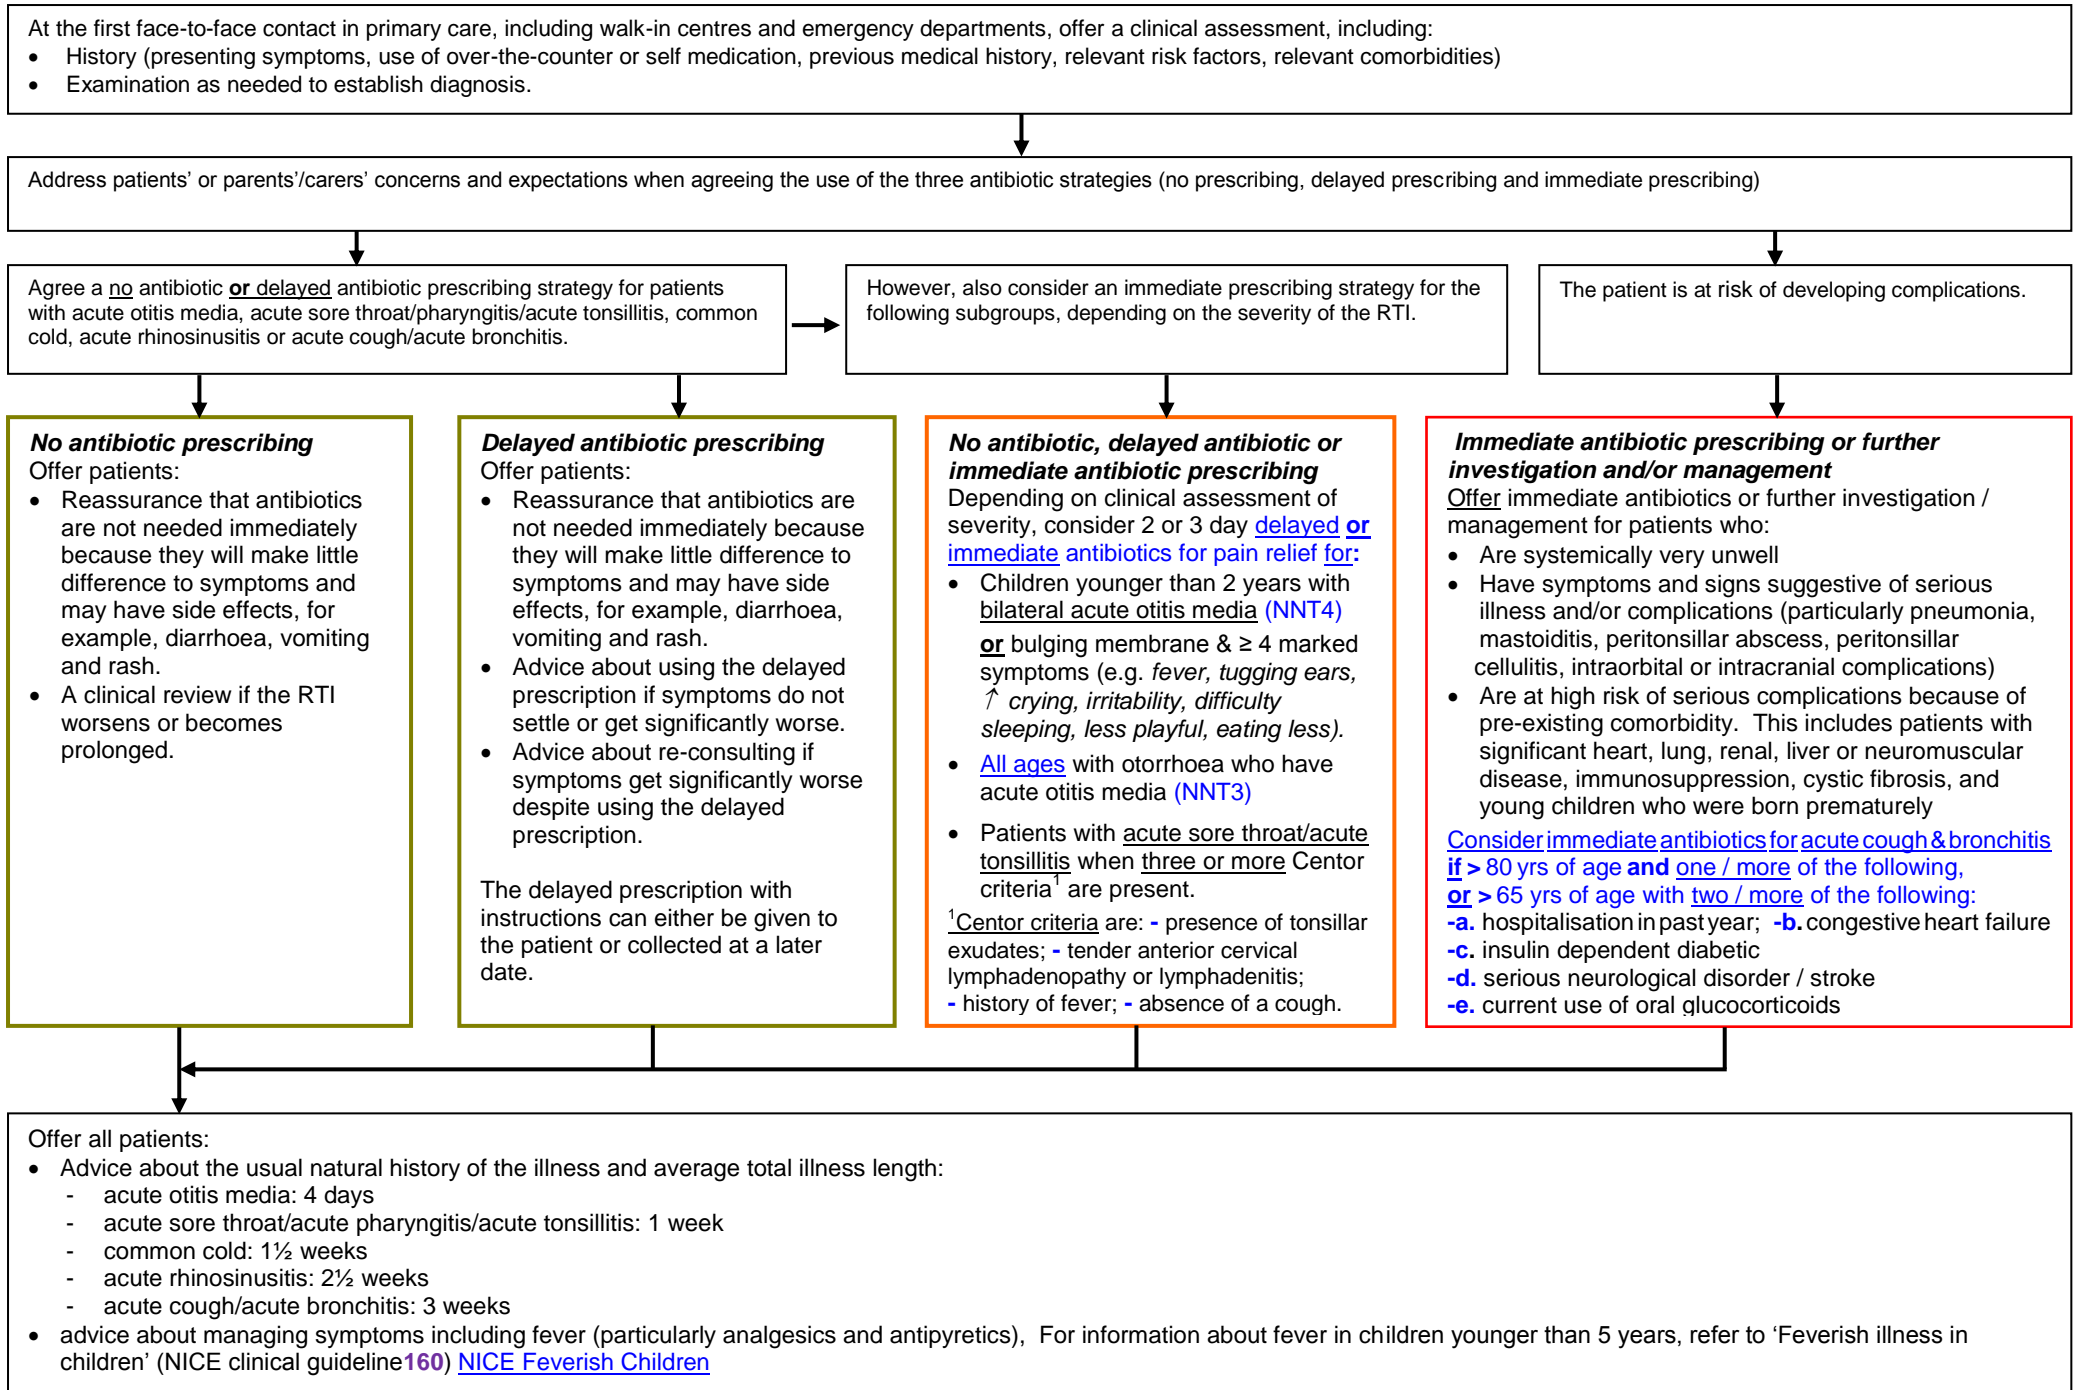 At the first face-to-face contact in primary care, including walk-in centres and emergency departments, offer a clinical assessment, including:
• History (presenting symptoms, use of over-the-counter or self medication, previous medical history, relevant risk factors, relevant comorbidities)
• Examination as needed to establish diagnosis.
Address patients’ or parents’/carers’ concerns and expectations when agreeing the use of the three antibiotic strategies (no prescribing, delayed prescribing and immediate prescribing)
Agree a no antibiotic or delayed antibiotic prescribing strategy for patients
with acute otitis media, acute sore throat/pharyngitis/acute tonsillitis, common
cold, acute rhinosinusitis or acute cough/acute bronchitis.
However, also consider an immediate prescribing strategy for the
following subgroups, depending on the severity of the RTI.
The patient is at risk of developing complications.
No antibiotic prescribing
Offer patients:
• Reassurance that antibiotics
are not needed immediately
because they will make little
difference to symptoms and
may have side effects, for
example, diarrhoea, vomiting
and rash.
• A clinical review if the RTI
worsens or becomes
prolonged.
Delayed antibiotic prescribing
Offer patients:
• Reassurance that antibiotics are
not needed immediately because
they will make little difference to
symptoms and may have side
effects, for example, diarrhoea,
vomiting and rash.
• Advice about using the delayed
prescription if symptoms do not
settle or get significantly worse.
• Advice about re-consulting if
symptoms get significantly worse
despite using the delayed
prescription.
The delayed prescription with
instructions can either be given to
the patient or collected at a later
date.
No antibiotic, delayed antibiotic or
immediate antibiotic prescribing
Depending on clinical assessment of
severity, consider 2 or 3 day delayed or
immediate antibiotics for pain relief for:
• Children younger than 2 years with
bilateral acute otitis media (NNT4)
or bulging membrane & ≥ 4 marked
symptoms (e.g. fever, tugging ears,
↑ crying, irritability, difficulty
sleeping, less playful, eating less).
• All ages with otorrhoea who have
acute otitis media (NNT3)
• Patients with acute sore throat/acute
tonsillitis when three or more Centor
criteria¹ are present.
¹Centor criteria are: - presence of tonsillar
exudates; - tender anterior cervical
lymphadenopathy or lymphadenitis;
- history of fever; - absence of a cough.
Immediate antibiotic prescribing or further
investigation and/or management
Offer immediate antibiotics or further investigation /
management for patients who:
• Are systemically very unwell
• Have symptoms and signs suggestive of serious
illness and/or complications (particularly pneumonia,
mastoiditis, peritonsillar abscess, peritonsillar
cellulitis, intraorbital or intracranial complications)
• Are at high risk of serious complications because of
pre-existing comorbidity. This includes patients with
significant heart, lung, renal, liver or neuromuscular
disease, immunosuppression, cystic fibrosis, and
young children who were born prematurely
Consider immediate antibiotics for acute cough & bronchitis
if > 80 yrs of age and one / more of the following,
or > 65 yrs of age with two / more of the following:
-a. hospitalisation in past year; -b. congestive heart failure
-c. insulin dependent diabetic
-d. serious neurological disorder / stroke
-e. current use of oral glucocorticoids
Offer all patients:
• Advice about the usual natural history of the illness and average total illness length:
- acute otitis media: 4 days
- acute sore throat/acute pharyngitis/acute tonsillitis: 1 week
- common cold: 1½ weeks
- acute rhinosinusitis: 2½ weeks
- acute cough/acute bronchitis: 3 weeks
• advice about managing symptoms including fever (particularly analgesics and antipyretics), For information about fever in children younger than 5 years, refer to ‘Feverish illness in
children’ (NICE clinical guideline160) NICE Feverish Children